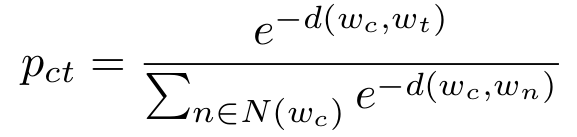 p_{ct} = \frac{e^{-d(w_c, w_t)}}{\sum_{n \in N(w_c)} e^{-d(w_c, w_n)}}